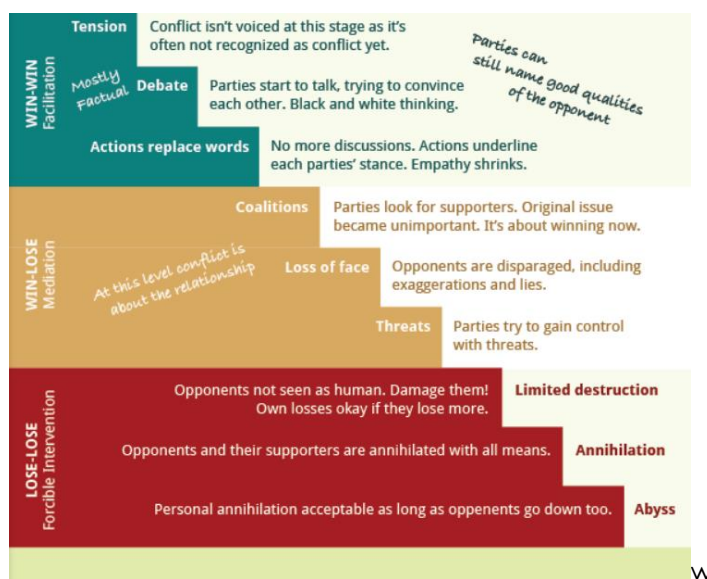 Tension
Conflict isn't voiced at this stage as it's
often not recognized as conflict yet.
Parties can
still name good qualities
of the opponent
WIN-WIN
Facilitation
Mostly
Factual
Debate
Parties start to talk, trying to convince
each other. Black and white thinking.
Actions replace words
No more discussions. Actions underline
each parties' stance. Empathy shrinks.
WIN-LOSE
Mediation
Coalitions
Parties look for supporters. Original issue
became unimportant. It's about winning now.
At this level conflict is
about the relationship
Loss of face
Opponents are disparaged, including
exaggerations and lies.
Threats
Parties try to gain control
with threats.
LOSE-LOSE
Forcible Intervention
Opponents not seen as human. Damage them!
Own losses okay if they lose more.
Limited destruction
Opponents and their supporters are annihilated with all means.
Annihilation
Personal annihilation acceptable as long as oppenents go down too.
Abyss